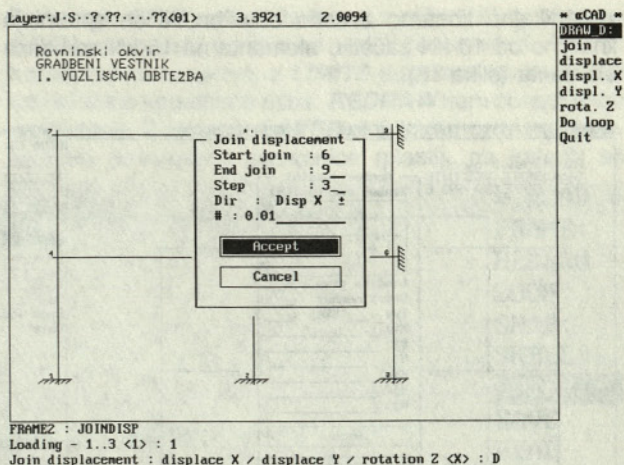 Layer:J·S··?·??·····??<01> 3.3921 2.0094
** αCAD **
DRAW_D:
join
displace
displ. X
displ. Y
rota. Z
Do loop
Quit
GRADBENI VESTNIK
I. VOZLISCNA OBTEZBA
Join displacement
Start join : 6
End join : 9
Step : 3
Dir : Disp X ±
# : 0.01
Accept
Cancel
FRAME2 : JOINDISP
Loading - 1..3 <1> : 1
Join displacement : displace X / displace Y / rotation Z <X> : D